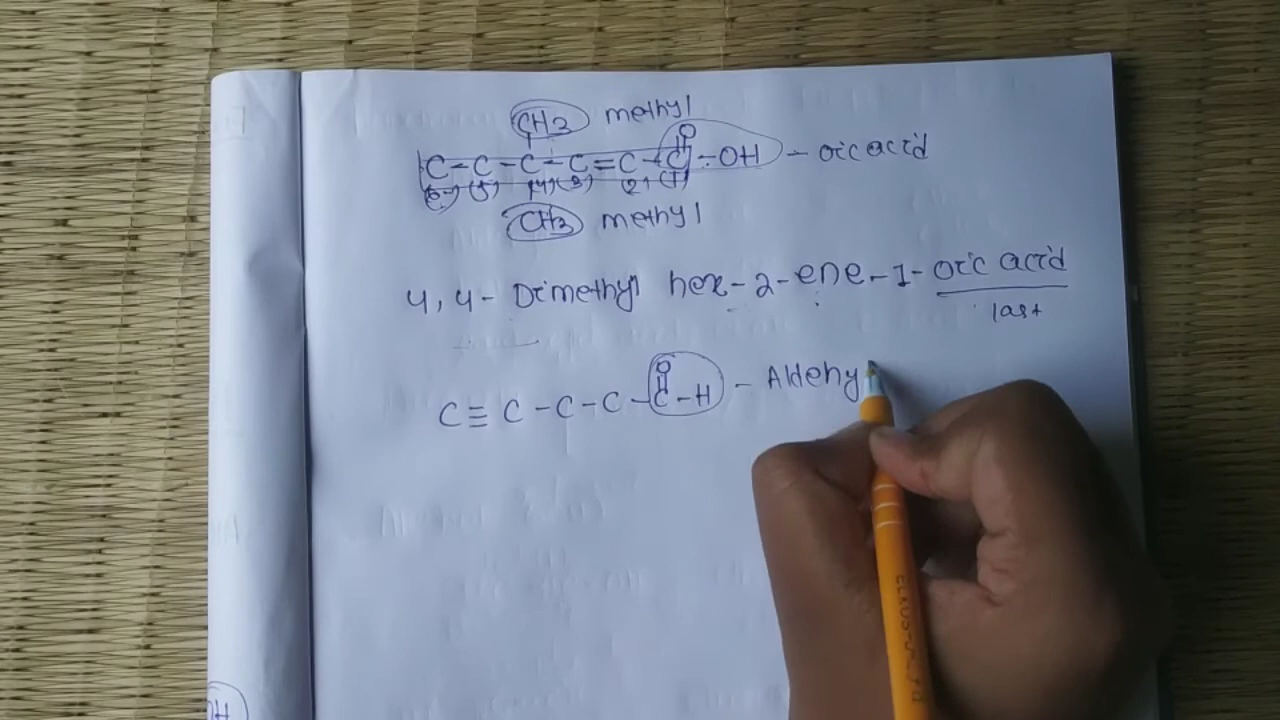 CH3 methyl
O
C-C-C-C=C-C-OH - oic acid
(6) (5) (4) (3) (2) (1)
CH3 methyl
4,4- Dimethyl hex-2-ene-1-oic acid
last
O
C≡C-C-C-C-H - Aldehy